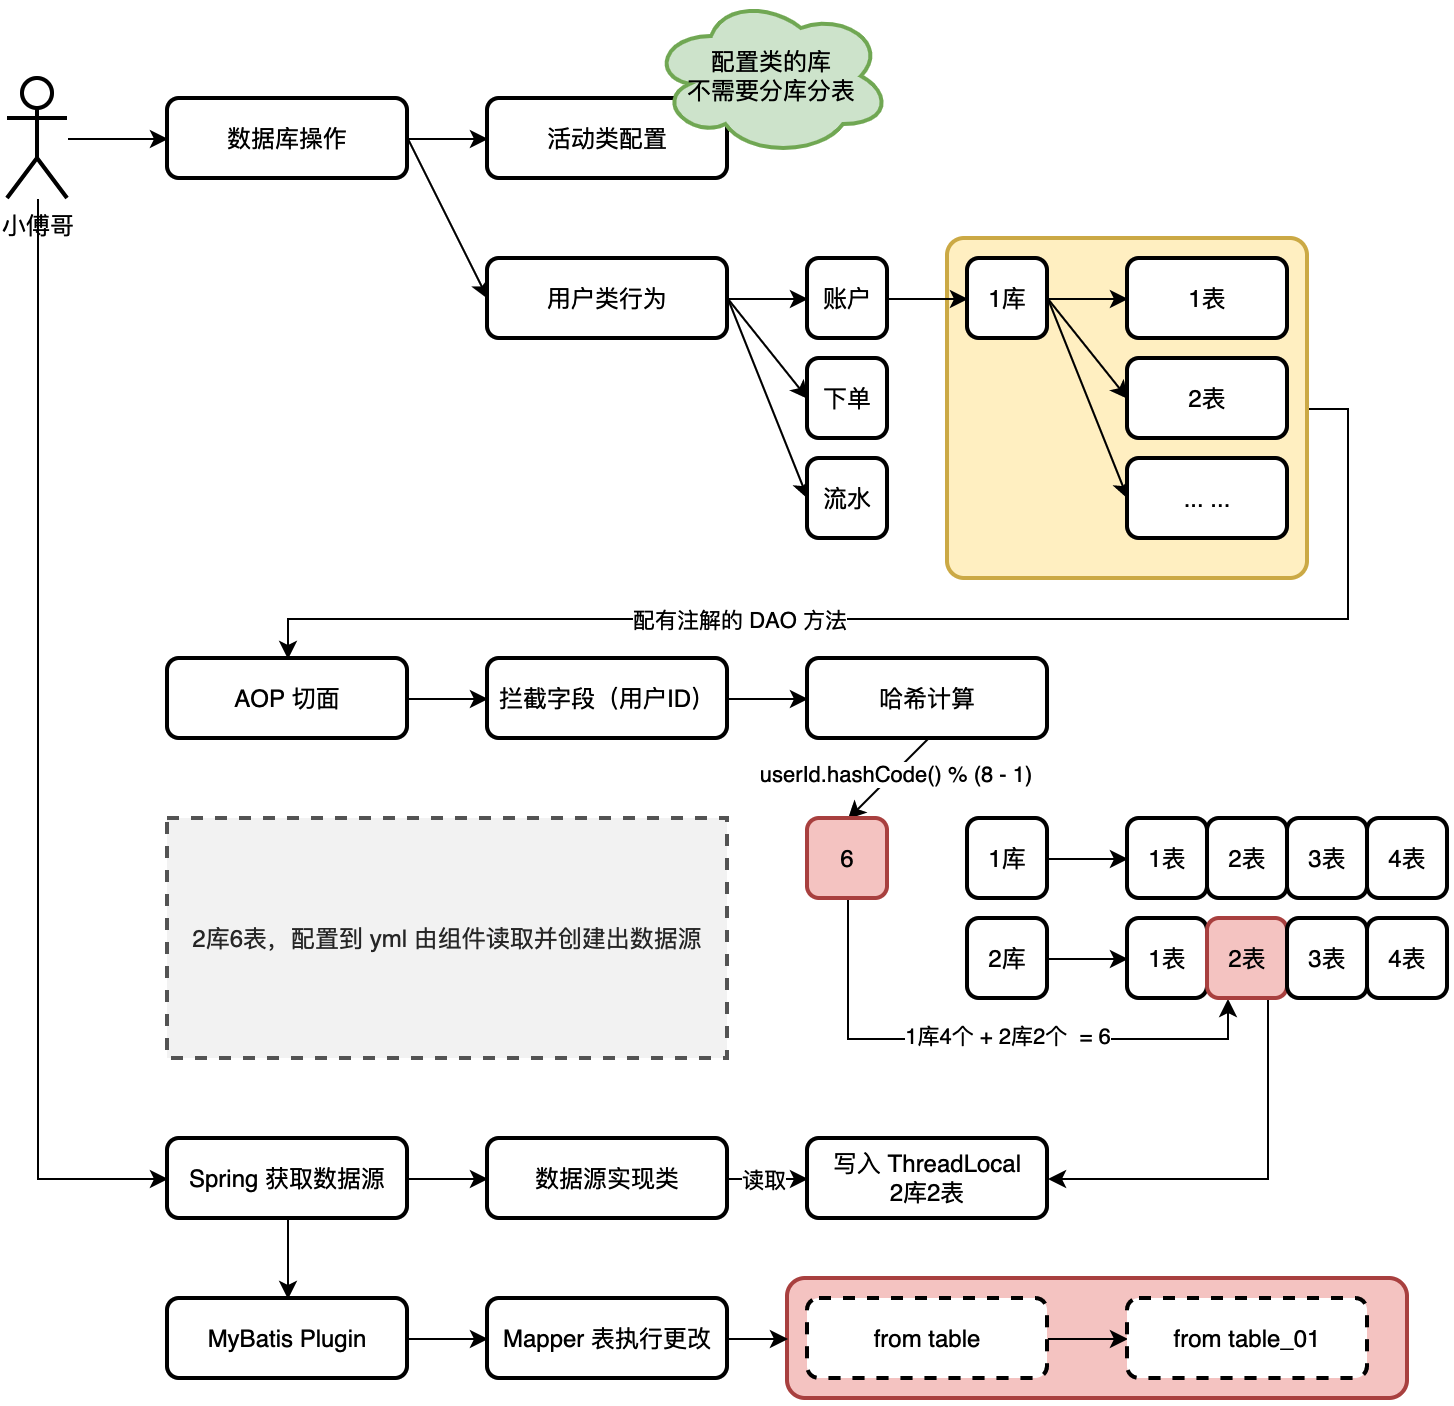 配置类的库
不需要分库分表
数据库操作
活动类配置
小傅哥
用户类行为
账户
1库
1表
下单
2表
流水
... ...
配有注解的 DAO 方法
AOP 切面
拦截字段（用户ID）
哈希计算
userId.hashCode() % (8 - 1)
6
1库
1表
2表
3表
4表
2库6表，配置到 yml 由组件读取并创建出数据源
2库
1表
2表
3表
4表
1库4个 + 2库2个 = 6
Spring 获取数据源
数据源实现类
读取
写入 ThreadLocal
2库2表
MyBatis Plugin
Mapper 表执行更改
from table
from table_01